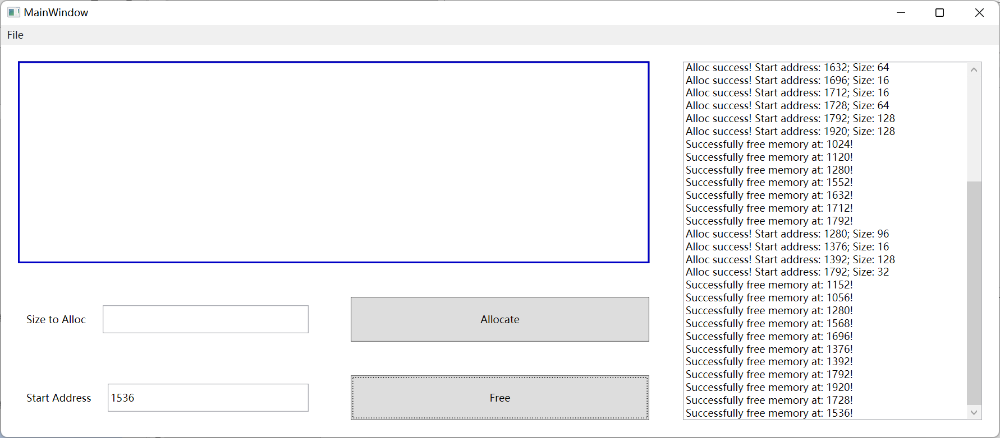 MainWindow
File
Alloc success! Start address: 1632; Size: 64
Alloc success! Start address: 1696; Size: 16
Alloc success! Start address: 1712; Size: 16
Alloc success! Start address: 1728; Size: 64
Alloc success! Start address: 1792; Size: 128
Alloc success! Start address: 1920; Size: 128
Successfully free memory at: 1024!
Successfully free memory at: 1120!
Successfully free memory at: 1280!
Successfully free memory at: 1552!
Successfully free memory at: 1632!
Successfully free memory at: 1712!
Successfully free memory at: 1792!
Alloc success! Start address: 1280; Size: 96
Alloc success! Start address: 1376; Size: 16
Alloc success! Start address: 1392; Size: 128
Alloc success! Start address: 1792; Size: 32
Successfully free memory at: 1152!
Successfully free memory at: 1056!
Successfully free memory at: 1280!
Successfully free memory at: 1568!
Successfully free memory at: 1696!
Successfully free memory at: 1376!
Successfully free memory at: 1392!
Successfully free memory at: 1792!
Successfully free memory at: 1920!
Successfully free memory at: 1728!
Successfully free memory at: 1536!
Size to Alloc
Allocate
Start Address
1536
Free